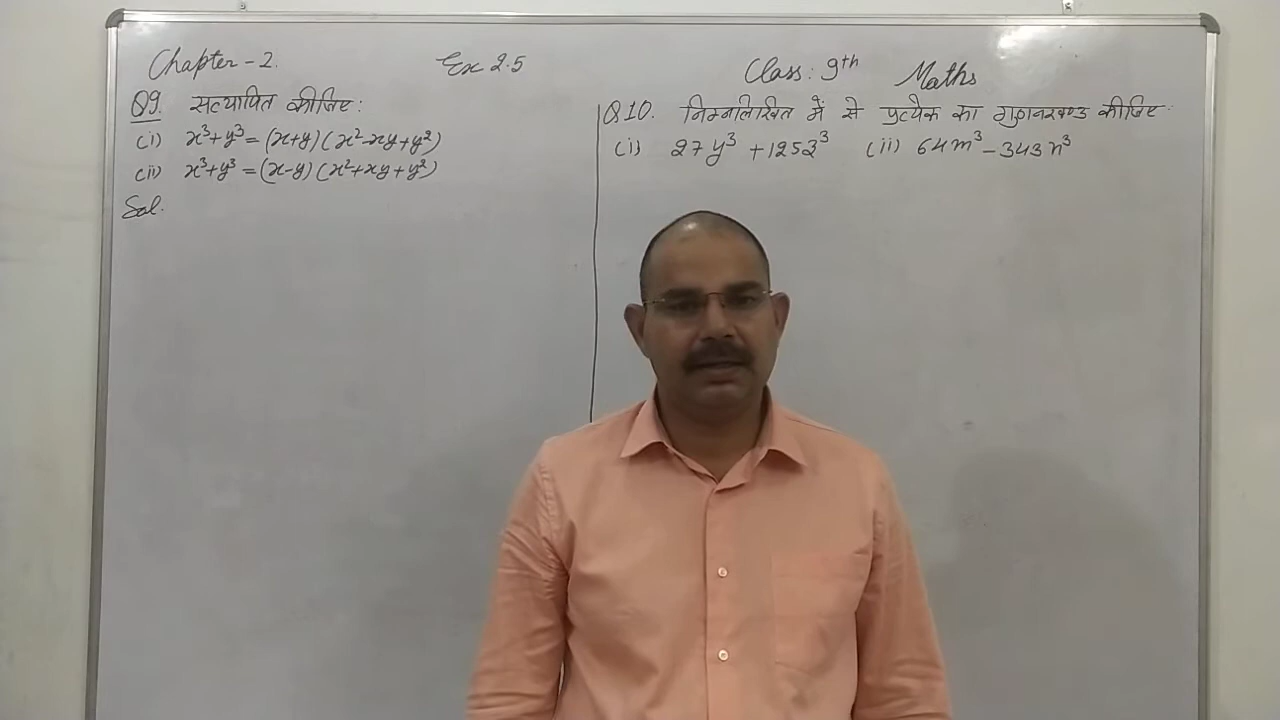 Chapter-2. Ex 2.5 Class: 9th Maths
Q9. सत्यापित कीजिए:
(i) x³+y³=(x+y)(x²-xy+y²)
(ii) x³+y³=(x-y)(x²+xy+y²)
Sol.
Q10. निम्नलिखित में से प्रत्येक का गुणनखण्ड कीजिए:
(i) 27y³+125z³ (ii) 64m³-343n³